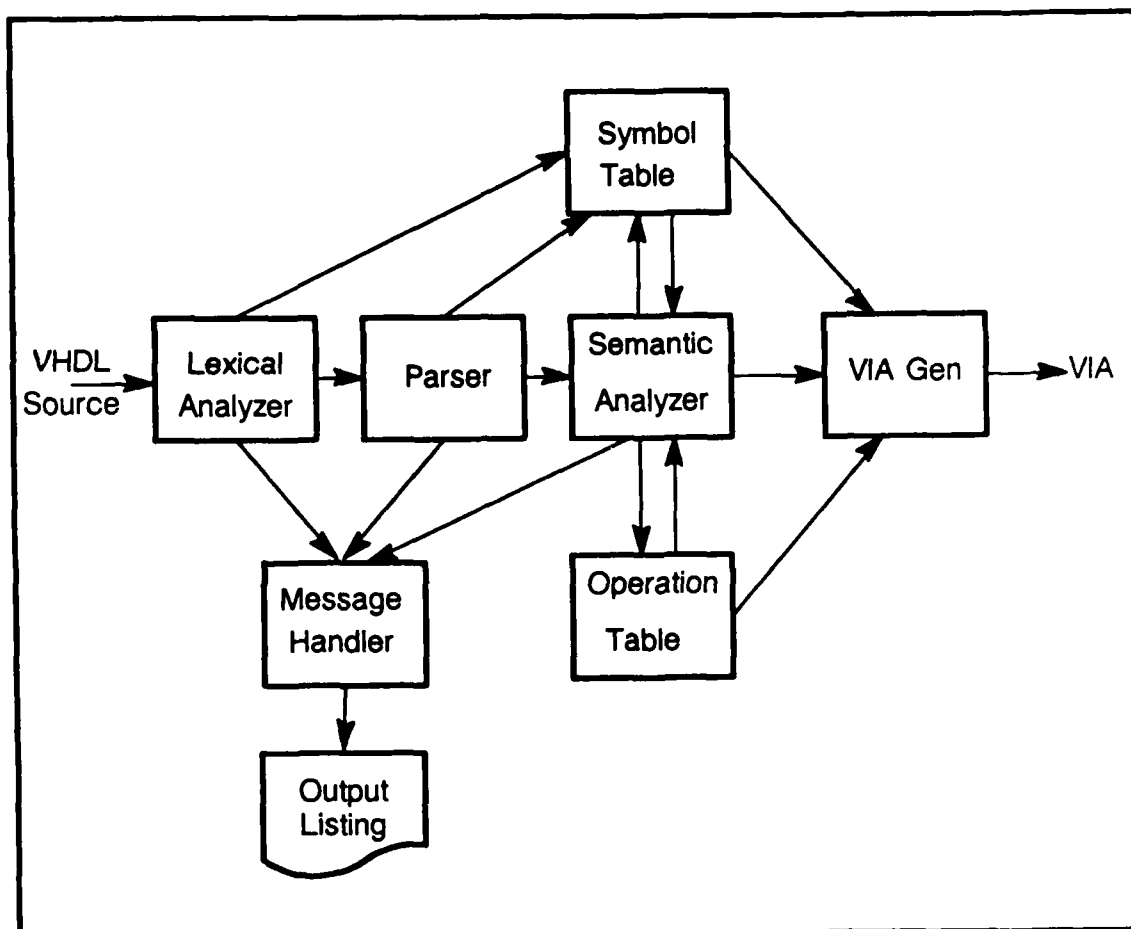 Symbol
Table
VHDL
Source
Lexical
Analyzer
Parser
Semantic
Analyzer
VIA Gen
VIA
Message
Handler
Operation
Table
Output
Listing